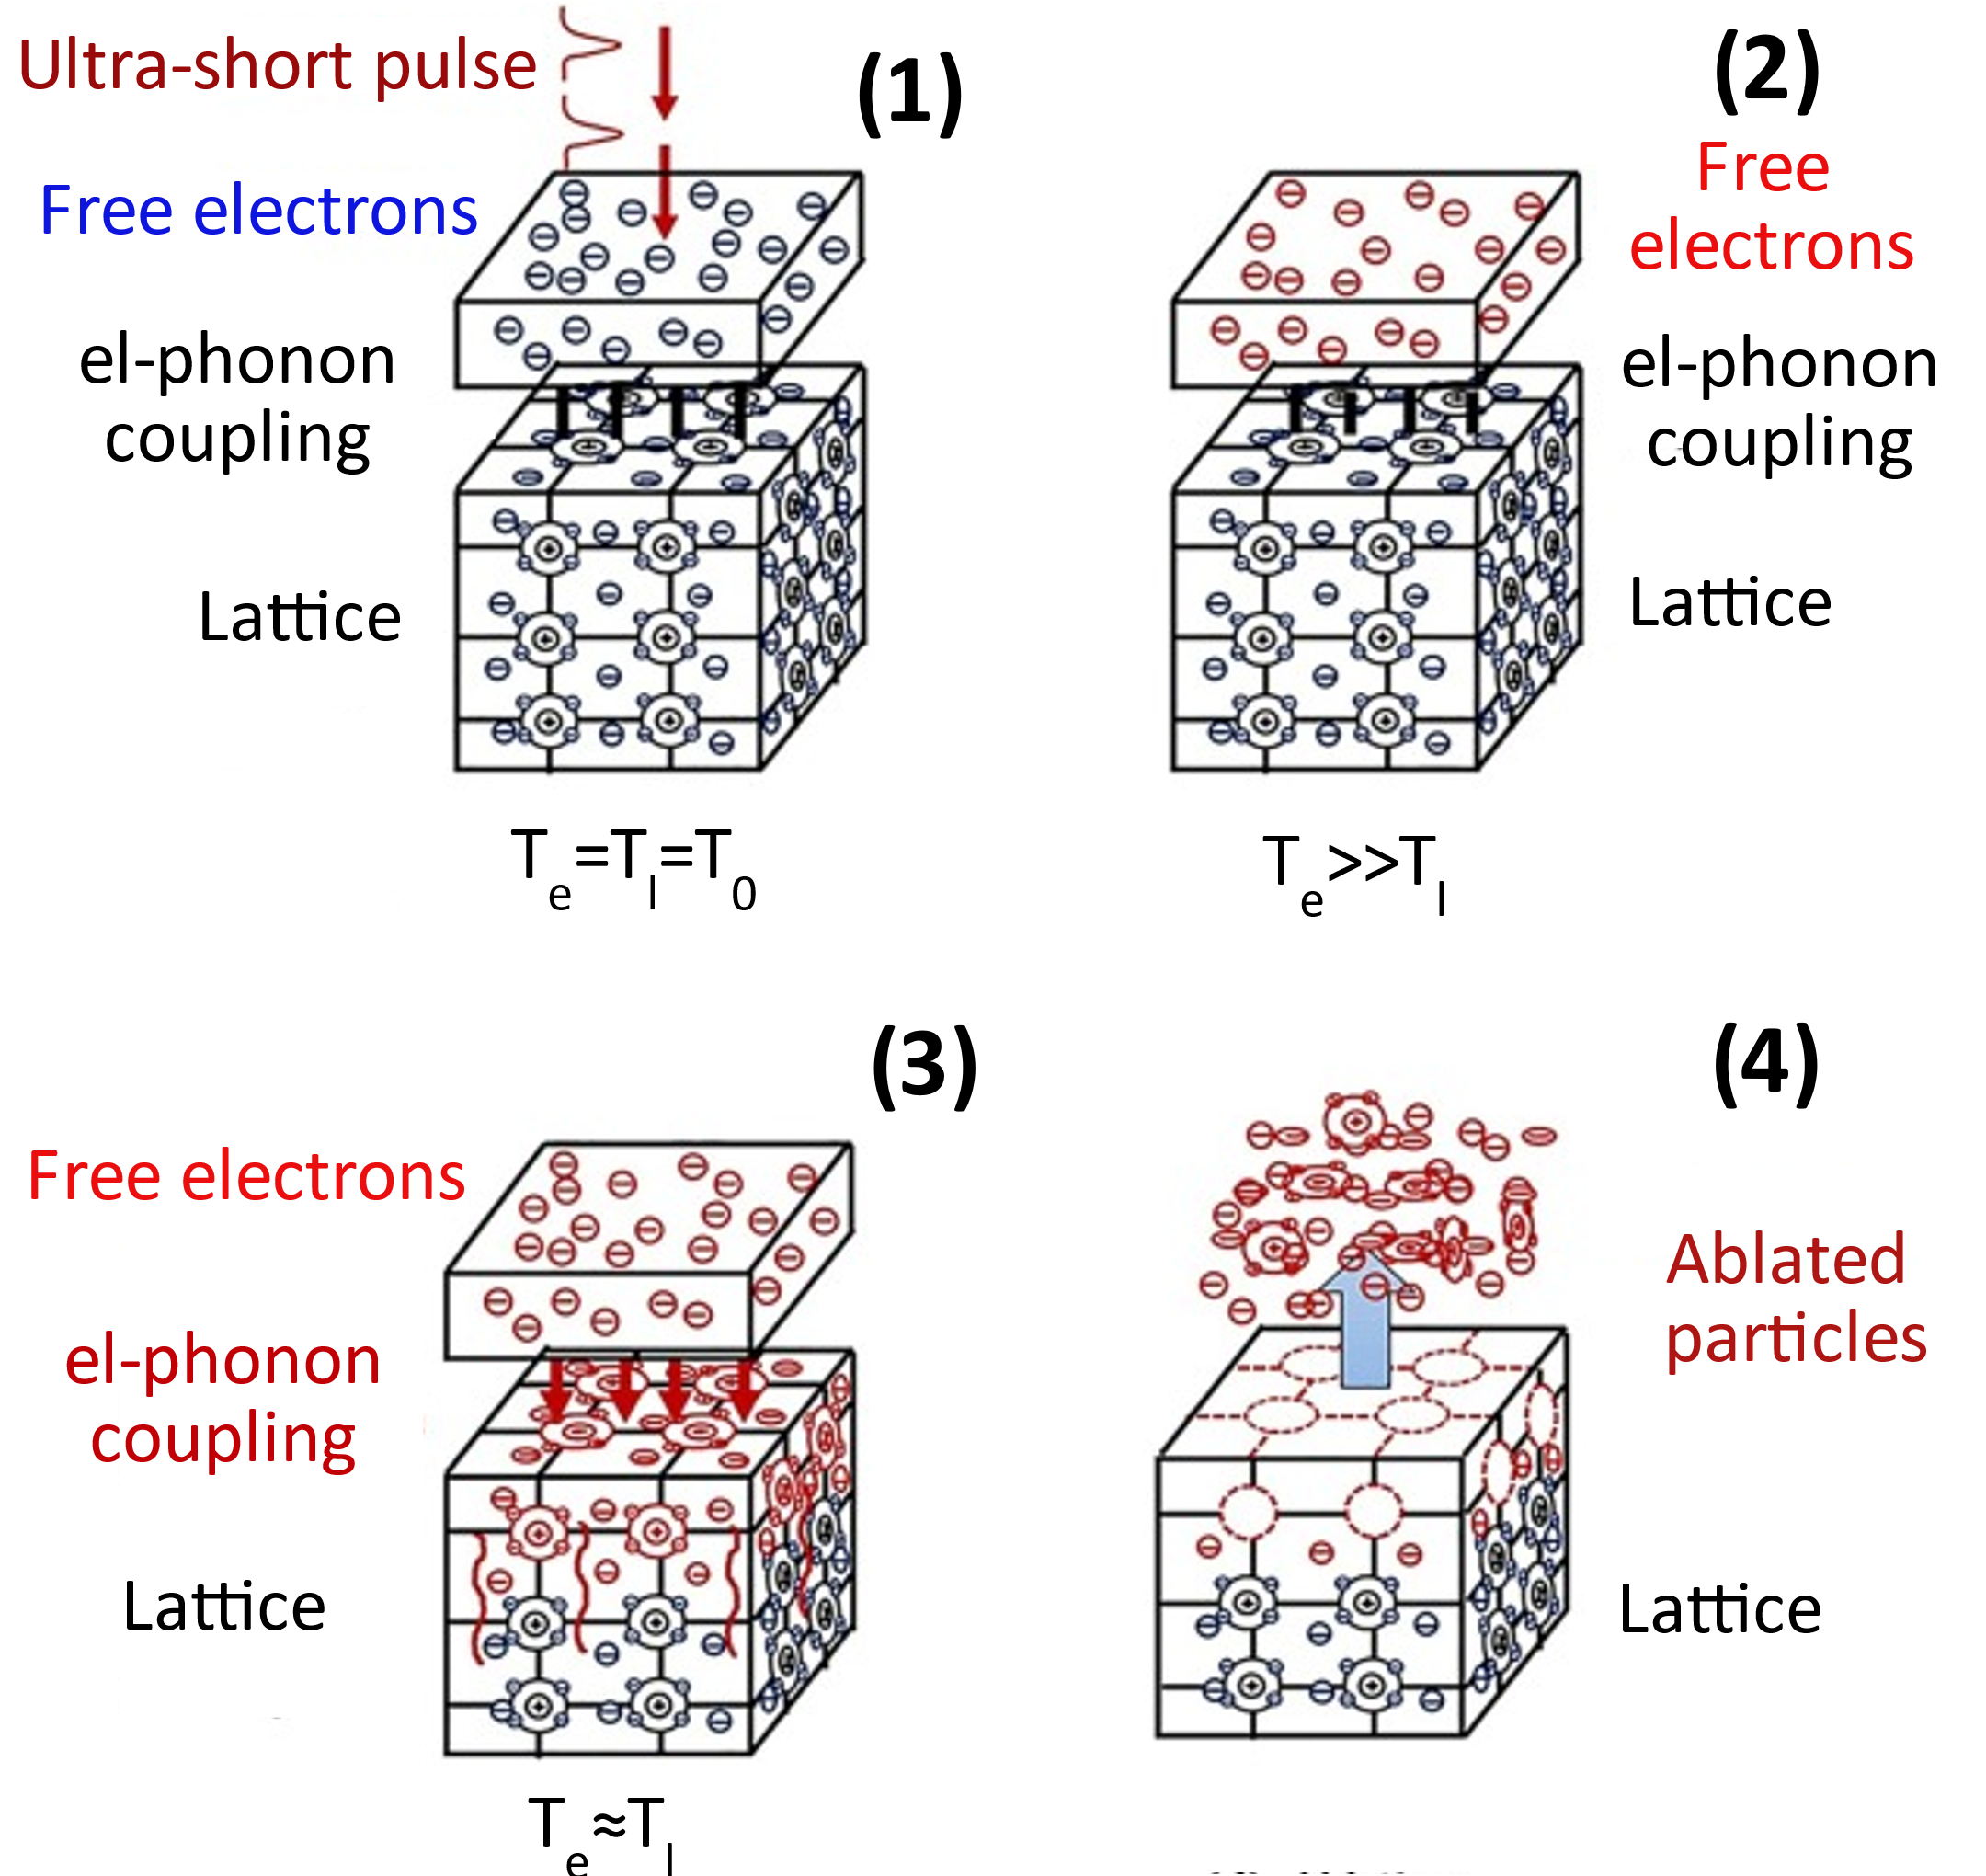 Ultra-short pulse
(1)
Free electrons
el-phonon
coupling
Lattice
Te=Tl=T0
(2)
Free
electrons
el-phonon
coupling
Lattice
Te>>Tl
(3)
Free electrons
el-phonon
coupling
Lattice
Te≈Tl
(4)
Ablated
particles
Lattice